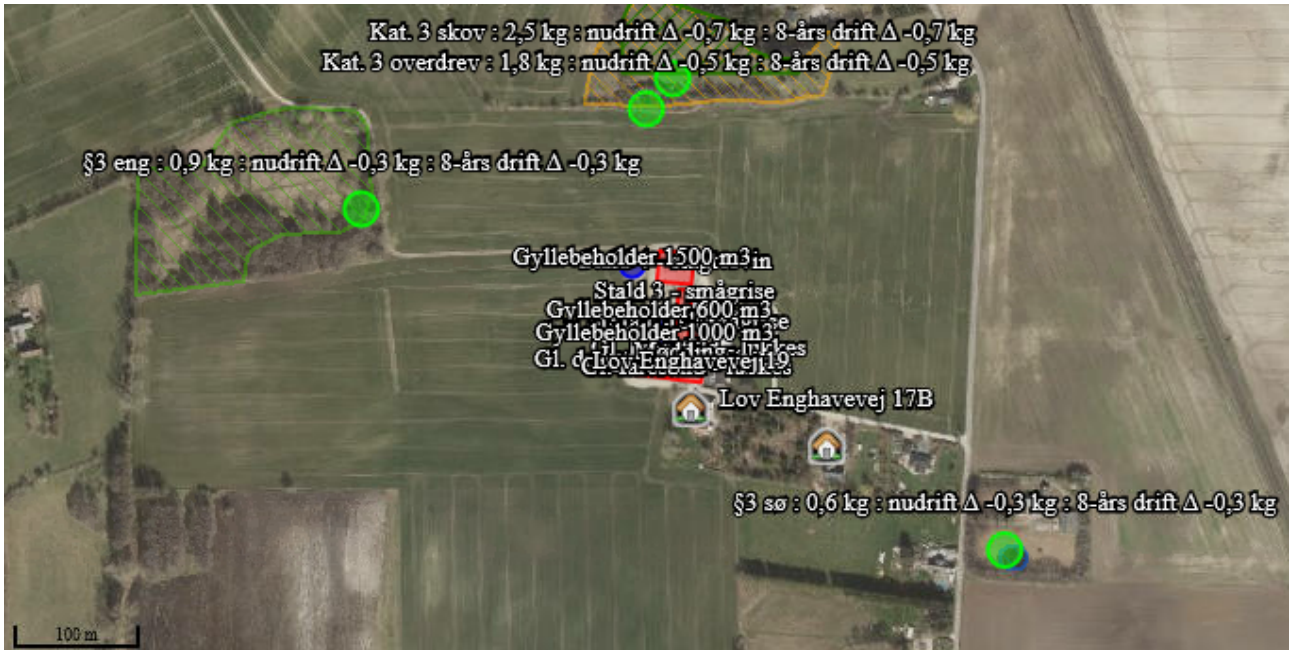 Kat. 3 skov : 2,5 kg : nudrift Δ -0,7 kg : 8-års drift Δ -0,7 kg
Kat. 3 overdrev : 1,8 kg : nudrift Δ -0,5 kg : 8-års drift Δ -0,5 kg
§3 eng : 0,9 kg : nudrift Δ -0,3 kg : 8-års drift Δ -0,3 kg
Gyllebeholder 1500 m3
Stald 3 - smågrise
Gyllebeholder 600 m3
Gyllebeholder 1000 m3
Gl. Mødding lukkes
Lov Enghavevej 19
Lov Enghavevej 17B
§3 sø : 0,6 kg : nudrift Δ -0,3 kg : 8-års drift Δ -0,3 kg
100 m